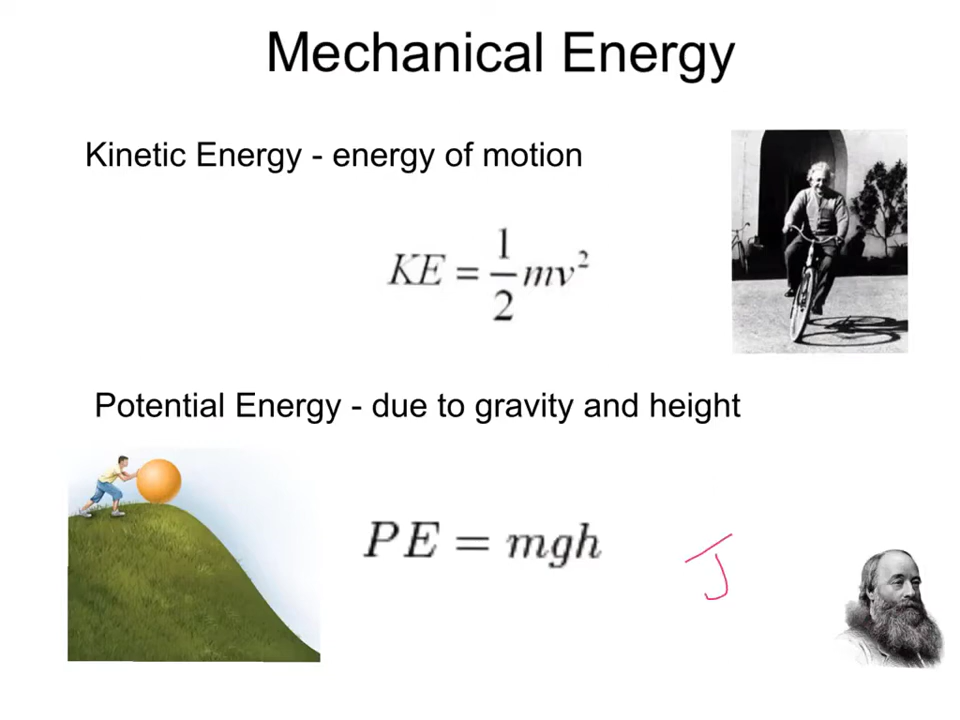 Mechanical Energy
Kinetic Energy - energy of motion
KE = 1/2 mv²
Potential Energy - due to gravity and height
PE = mgh
J